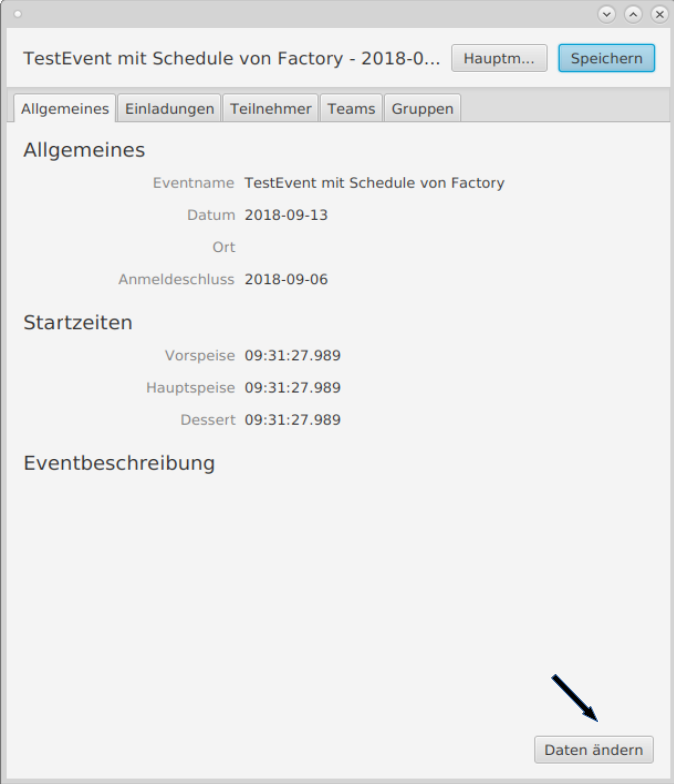 TestEvent mit Schedule von Factory - 2018-0... Hauptm... Speichern
Allgemeines Einladungen Teilnehmer Teams Gruppen
Allgemeines
Eventname TestEvent mit Schedule von Factory
Datum 2018-09-13
Ort
Anmeldeschluss 2018-09-06
Startzeiten
Vorspeise 09:31:27.989
Hauptspeise 09:31:27.989
Dessert 09:31:27.989
Eventbeschreibung
Daten ändern